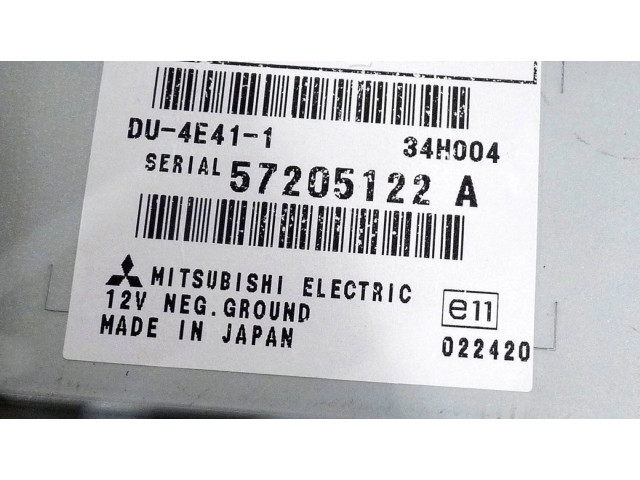 DU-4E41-1 34H004
SERIAL 57205122 A
MITSUBISHI ELECTRIC
12V NEG.GROUND
MADE IN JAPAN
e11
022420